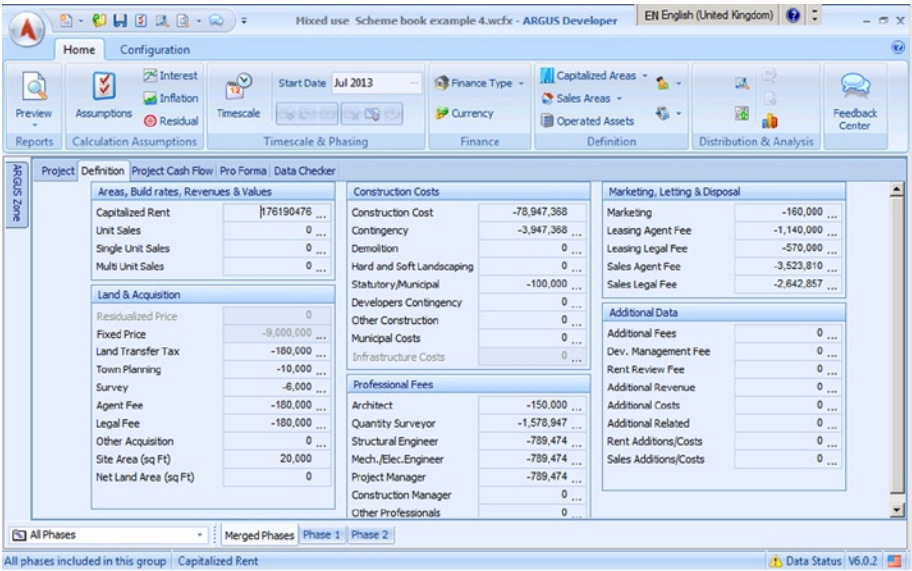 Mixed use Scheme book example 4.wcfx - ARGUS Developer
EN English (United Kingdom)
Home Configuration
Preview
Assumptions
Interest
Inflation
Residual
Timescale
Start Date Jul 2013
Finance Type
Currency
Capitalized Areas
Sales Areas
Operated Assets
Feedback Center
Reports Calculation Assumptions Timescale & Phasing Finance Definition Distribution & Analysis
ARGUS Zone
Project Definition Project Cash Flow Pro Forma Data Checker
Areas, Build rates, Revenues & Values
Capitalized Rent 176190476 ...
Unit Sales 0 ...
Single Unit Sales 0 ...
Multi Unit Sales 0 ...
Land & Acquisition
Residualized Price 0
Fixed Price -9,000,000 ...
Land Transfer Tax -180,000 ...
Town Planning -10,000 ...
Survey -6,000 ...
Agent Fee -180,000 ...
Legal Fee -180,000 ...
Other Acquisition 0 ...
Site Area (sq Ft) 20,000
Net Land Area (sq Ft) 0
Construction Costs
Construction Cost -78,947,368
Contingency -3,947,368 ...
Demolition 0 ...
Hard and Soft Landscaping 0 ...
Statutory/Municipal -100,000 ...
Developers Contingency 0 ...
Other Construction 0 ...
Municipal Costs 0 ...
Infrastructure Costs 0 ...
Professional Fees
Architect -150,000 ...
Quantity Surveyor -1,578,947 ...
Structural Engineer -789,474 ...
Mech./Elec.Engineer -789,474 ...
Project Manager -789,474 ...
Construction Manager 0 ...
Other Professionals 0 ...
Marketing, Letting & Disposal
Marketing -160,000 ...
Leasing Agent Fee -1,140,000 ...
Leasing Legal Fee -570,000 ...
Sales Agent Fee -3,523,810 ...
Sales Legal Fee -2,642,857 ...
Additional Data
Additional Fees 0 ...
Dev. Management Fee 0 ...
Rent Review Fee 0 ...
Additional Revenue 0 ...
Additional Costs 0 ...
Additional Related 0 ...
Rent Additions/Costs 0 ...
Sales Additions/Costs 0 ...
All Phases Merged Phases Phase 1 Phase 2
All phases included in this group Capitalized Rent Data Status V6.0.2